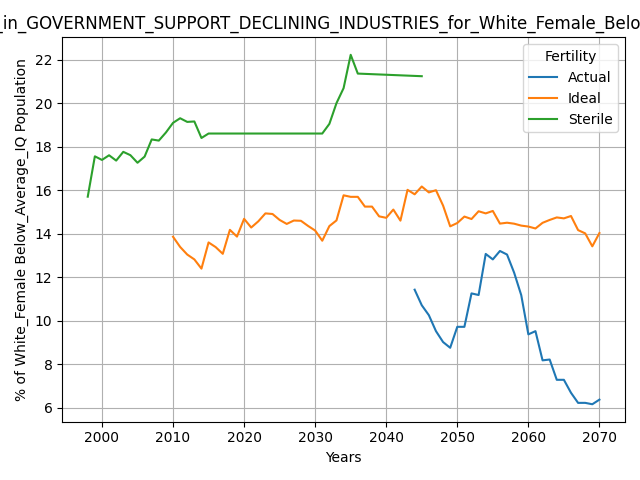 _in_GOVERNMENT_SUPPORT_DECLINING_INDUSTRIES_for_White_Female_Belo
% of White_Female Below_Average_IQ Population
22
20
18
16
14
12
10
8
6
Fertility
Actual
Ideal
Sterile
2000 2010 2020 2030 2040 2050 2060 2070
Years